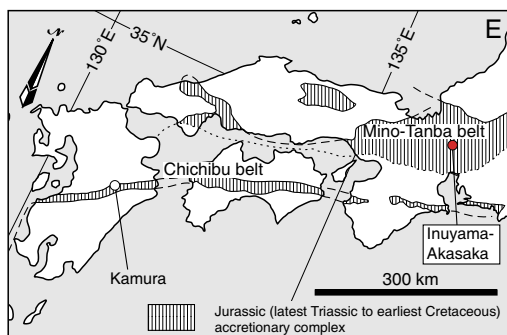 130°E
35°N
135°E
E
N
Mino-Tanba belt
Chichibu belt
Inuyama-
Akasaka
Kamura
300 km
Jurassic (latest Triassic to earliest Cretaceous)
accretionary complex